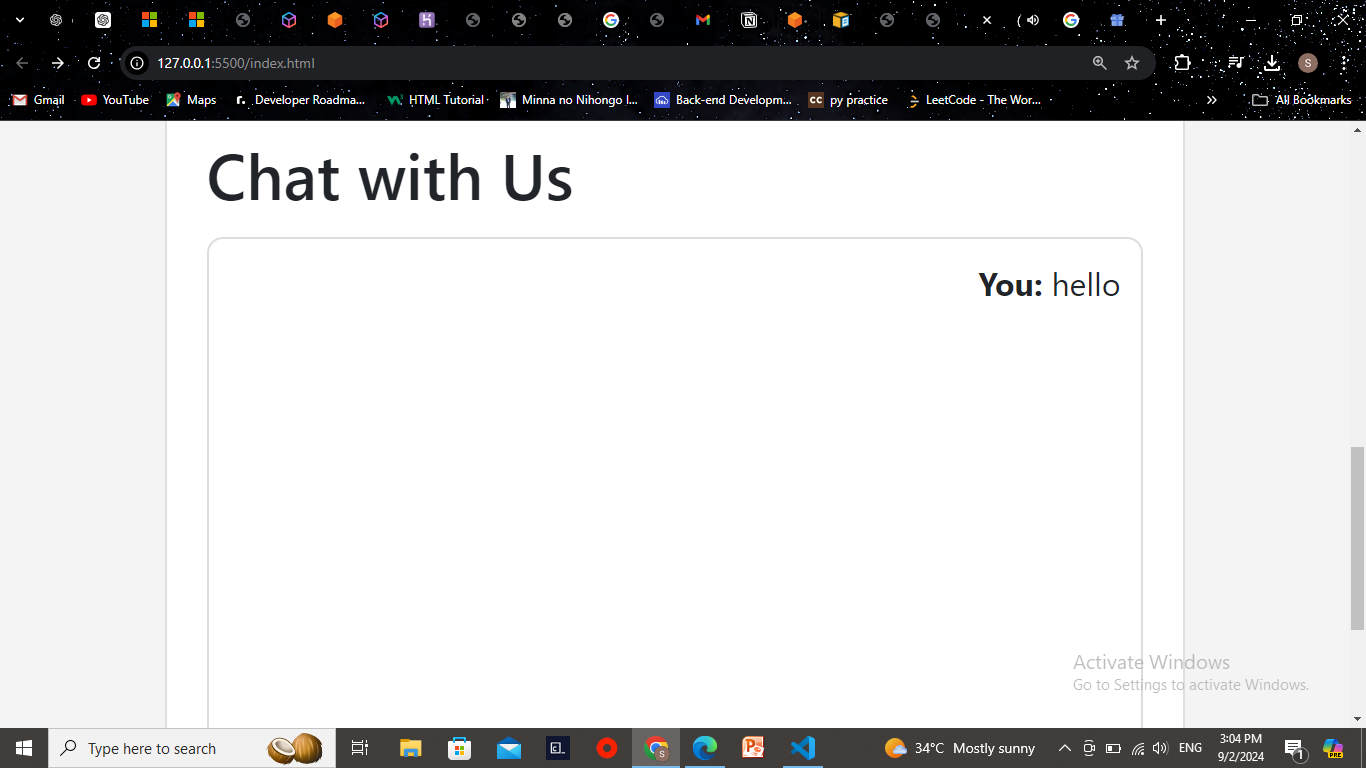 127.0.0.1:5500/index.html
Gmail YouTube Maps Developer Roadma... HTML Tutorial Minna no Nihongo I... Back-end Developm... py practice LeetCode - The Wor... » All Bookmarks
Chat with Us
You: hello
Activate Windows
Go to Settings to activate Windows.
Type here to search
34°C Mostly sunny
ENG
3:04 PM
9/2/2024
1